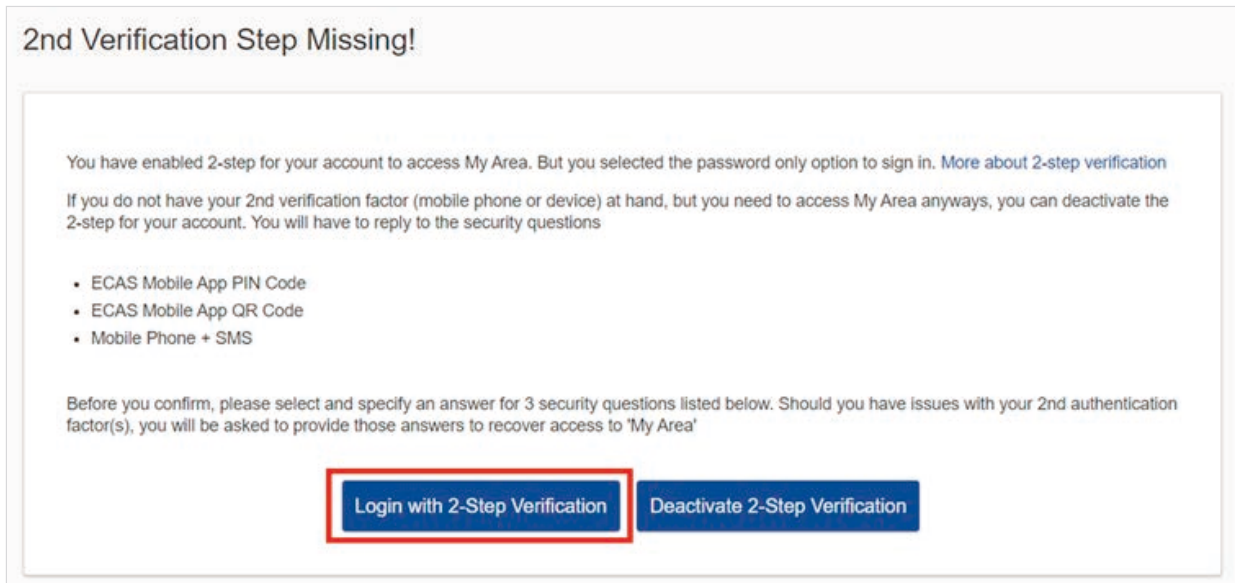 2nd Verification Step Missing!
You have enabled 2-step for your account to access My Area. But you selected the password only option to sign in. More about 2-step verification
If you do not have your 2nd verification factor (mobile phone or device) at hand, but you need to access My Area anyways, you can deactivate the
2-step for your account. You will have to reply to the security questions
• ECAS Mobile App PIN Code
• ECAS Mobile App QR Code
• Mobile Phone + SMS
Before you confirm, please select and specify an answer for 3 security questions listed below. Should you have issues with your 2nd authentication
factor(s), you will be asked to provide those answers to recover access to 'My Area'
Login with 2-Step Verification
Deactivate 2-Step Verification